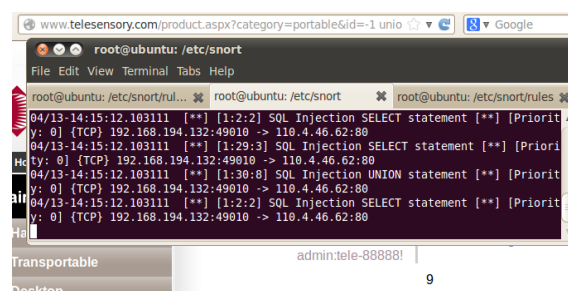 www.telesensory.com/product.aspx?category=portable&id=-1 unio
Google
root@ubuntu: /etc/snort
File Edit View Terminal Tabs Help
root@ubuntu: /etc/snort/rul...
root@ubuntu: /etc/snort
root@ubuntu: /etc/snort/rules
04/13-14:15:12.103111 [**] [1:2:2] SQL Injection SELECT statement [**] [Priorit
y: 0] {TCP} 192.168.194.132:49010 -> 110.4.46.62:80
04/13-14:15:12.103111 [**] [1:29:3] SQL Injection SELECT statement [**] [Priori
ty: 0] {TCP} 192.168.194.132:49010 -> 110.4.46.62:80
04/13-14:15:12.103111 [**] [1:30:8] SQL Injection UNION statement [**] [Priorit
y: 0] {TCP} 192.168.194.132:49010 -> 110.4.46.62:80
04/13-14:15:12.103111 [**] [1:2:2] SQL Injection SELECT statement [**] [Priorit
y: 0] {TCP} 192.168.194.132:49010 -> 110.4.46.62:80
admin:tele-88888!
Transportable
9
Desktop